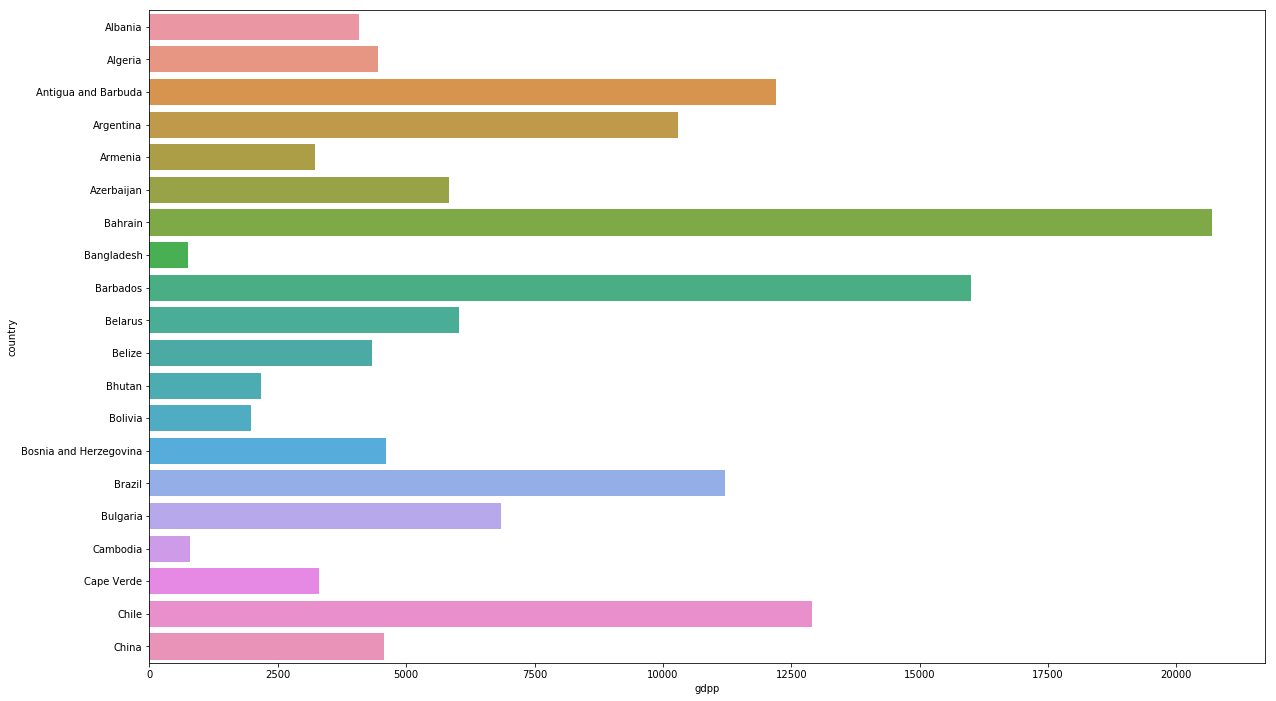 Albania
Algeria
Antigua and Barbuda
Argentina
Armenia
Azerbaijan
Bahrain
Bangladesh
Barbados
Belarus
Belize
Bhutan
Bolivia
Bosnia and Herzegovina
Brazil
Bulgaria
Cambodia
Cape Verde
Chile
China
country
0 2500 5000 7500 10000 12500 15000 17500 20000
gdpp